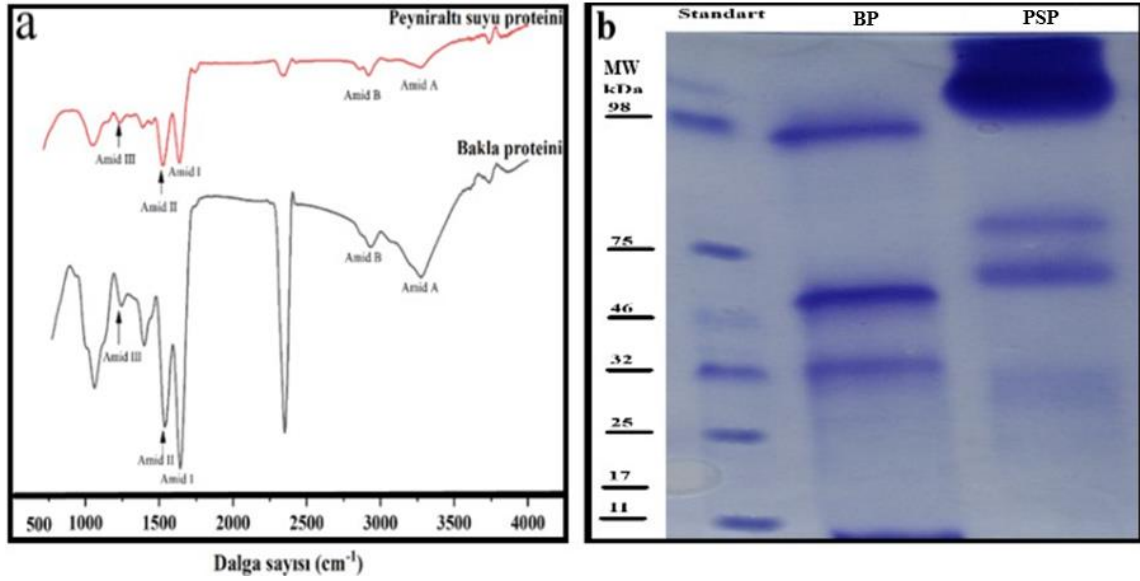 a
Peyniraltı suyu proteini
Amid B
Amid A
Amid III
Amid I
Amid II
Bakla proteini
Amid B
Amid A
Amid III
Amid II
Amid I
500 1000 1500 2000 2500 3000 3500 4000
Dalga sayısı (cm⁻¹)
b
Standart BP PSP
MW
kDa
98
75
46
32
25
17
11